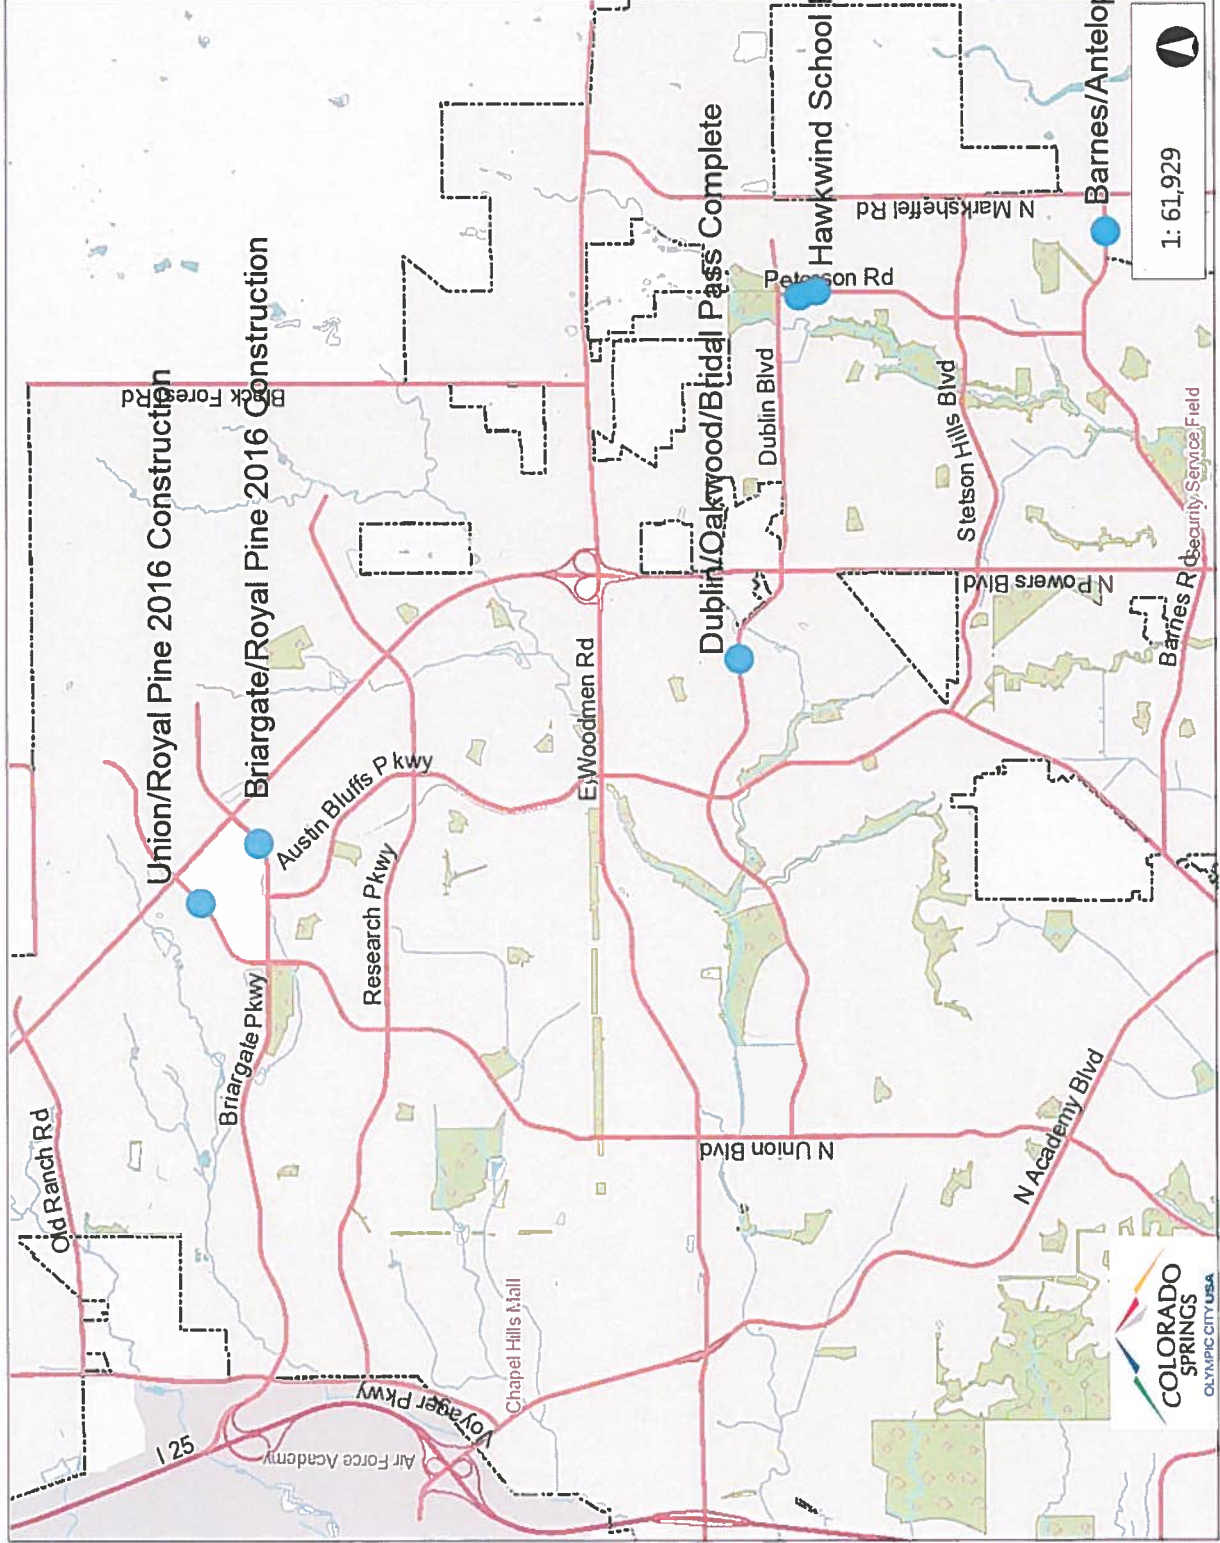 Old Ranch Rd
Union/Royal Pine 2016 Construction
Black Forest Rd
Briargate/Royal Pine 2016 Construction
Briargate Pkwy
Austin Bluffs Pkwy
Research Pkwy
I 25
Air Force Academy
Voyager Pkwy
Chapel Hills Mall
E Woodmen Rd
Dublin/Oakwood/Bridal Pass Complete
Dublin Blvd
Hawkwind School
Peterson Rd
N Marksheffel Rd
N Union Blvd
Stetson Hills Blvd
N Powers Blvd
N Academy Blvd
Barnes/Antelop
Barnes Rd
Security Service Field
1: 61,929
COLORADO
SPRINGS
OLYMPIC CITY USA